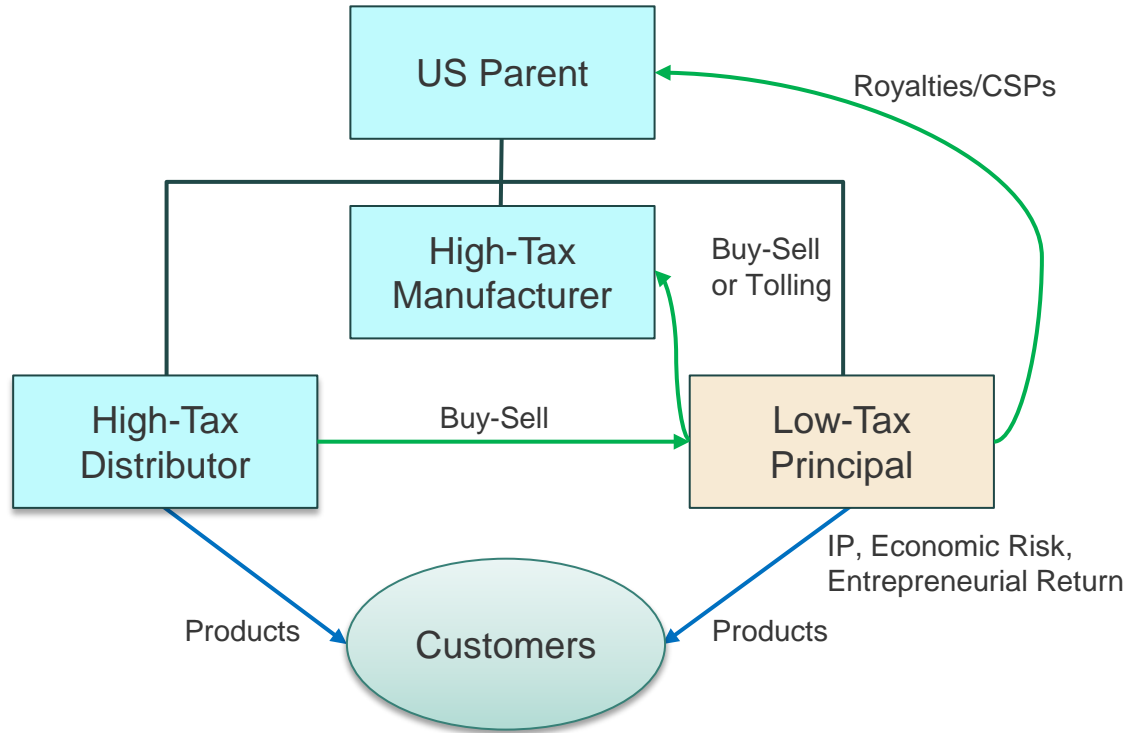 US Parent
Royalties/CSPs
High-Tax
Manufacturer
Buy-Sell
or Tolling
High-Tax
Distributor
Buy-Sell
Low-Tax
Principal
IP, Economic Risk,
Entrepreneurial Return
Products
Customers
Products